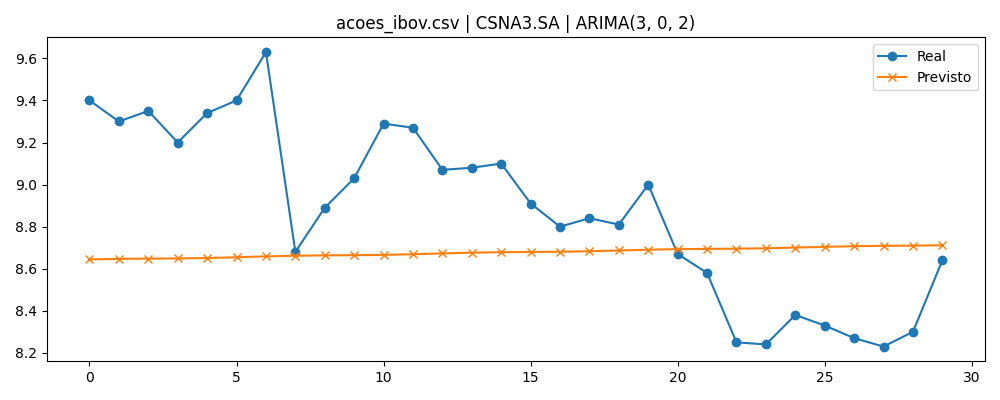 acoes_ibov.csv | CSNA3.SA | ARIMA(3, 0, 2)
Real
Previsto
9.6
9.4
9.2
9.0
8.8
8.6
8.4
8.2
0 5 10 15 20 25 30